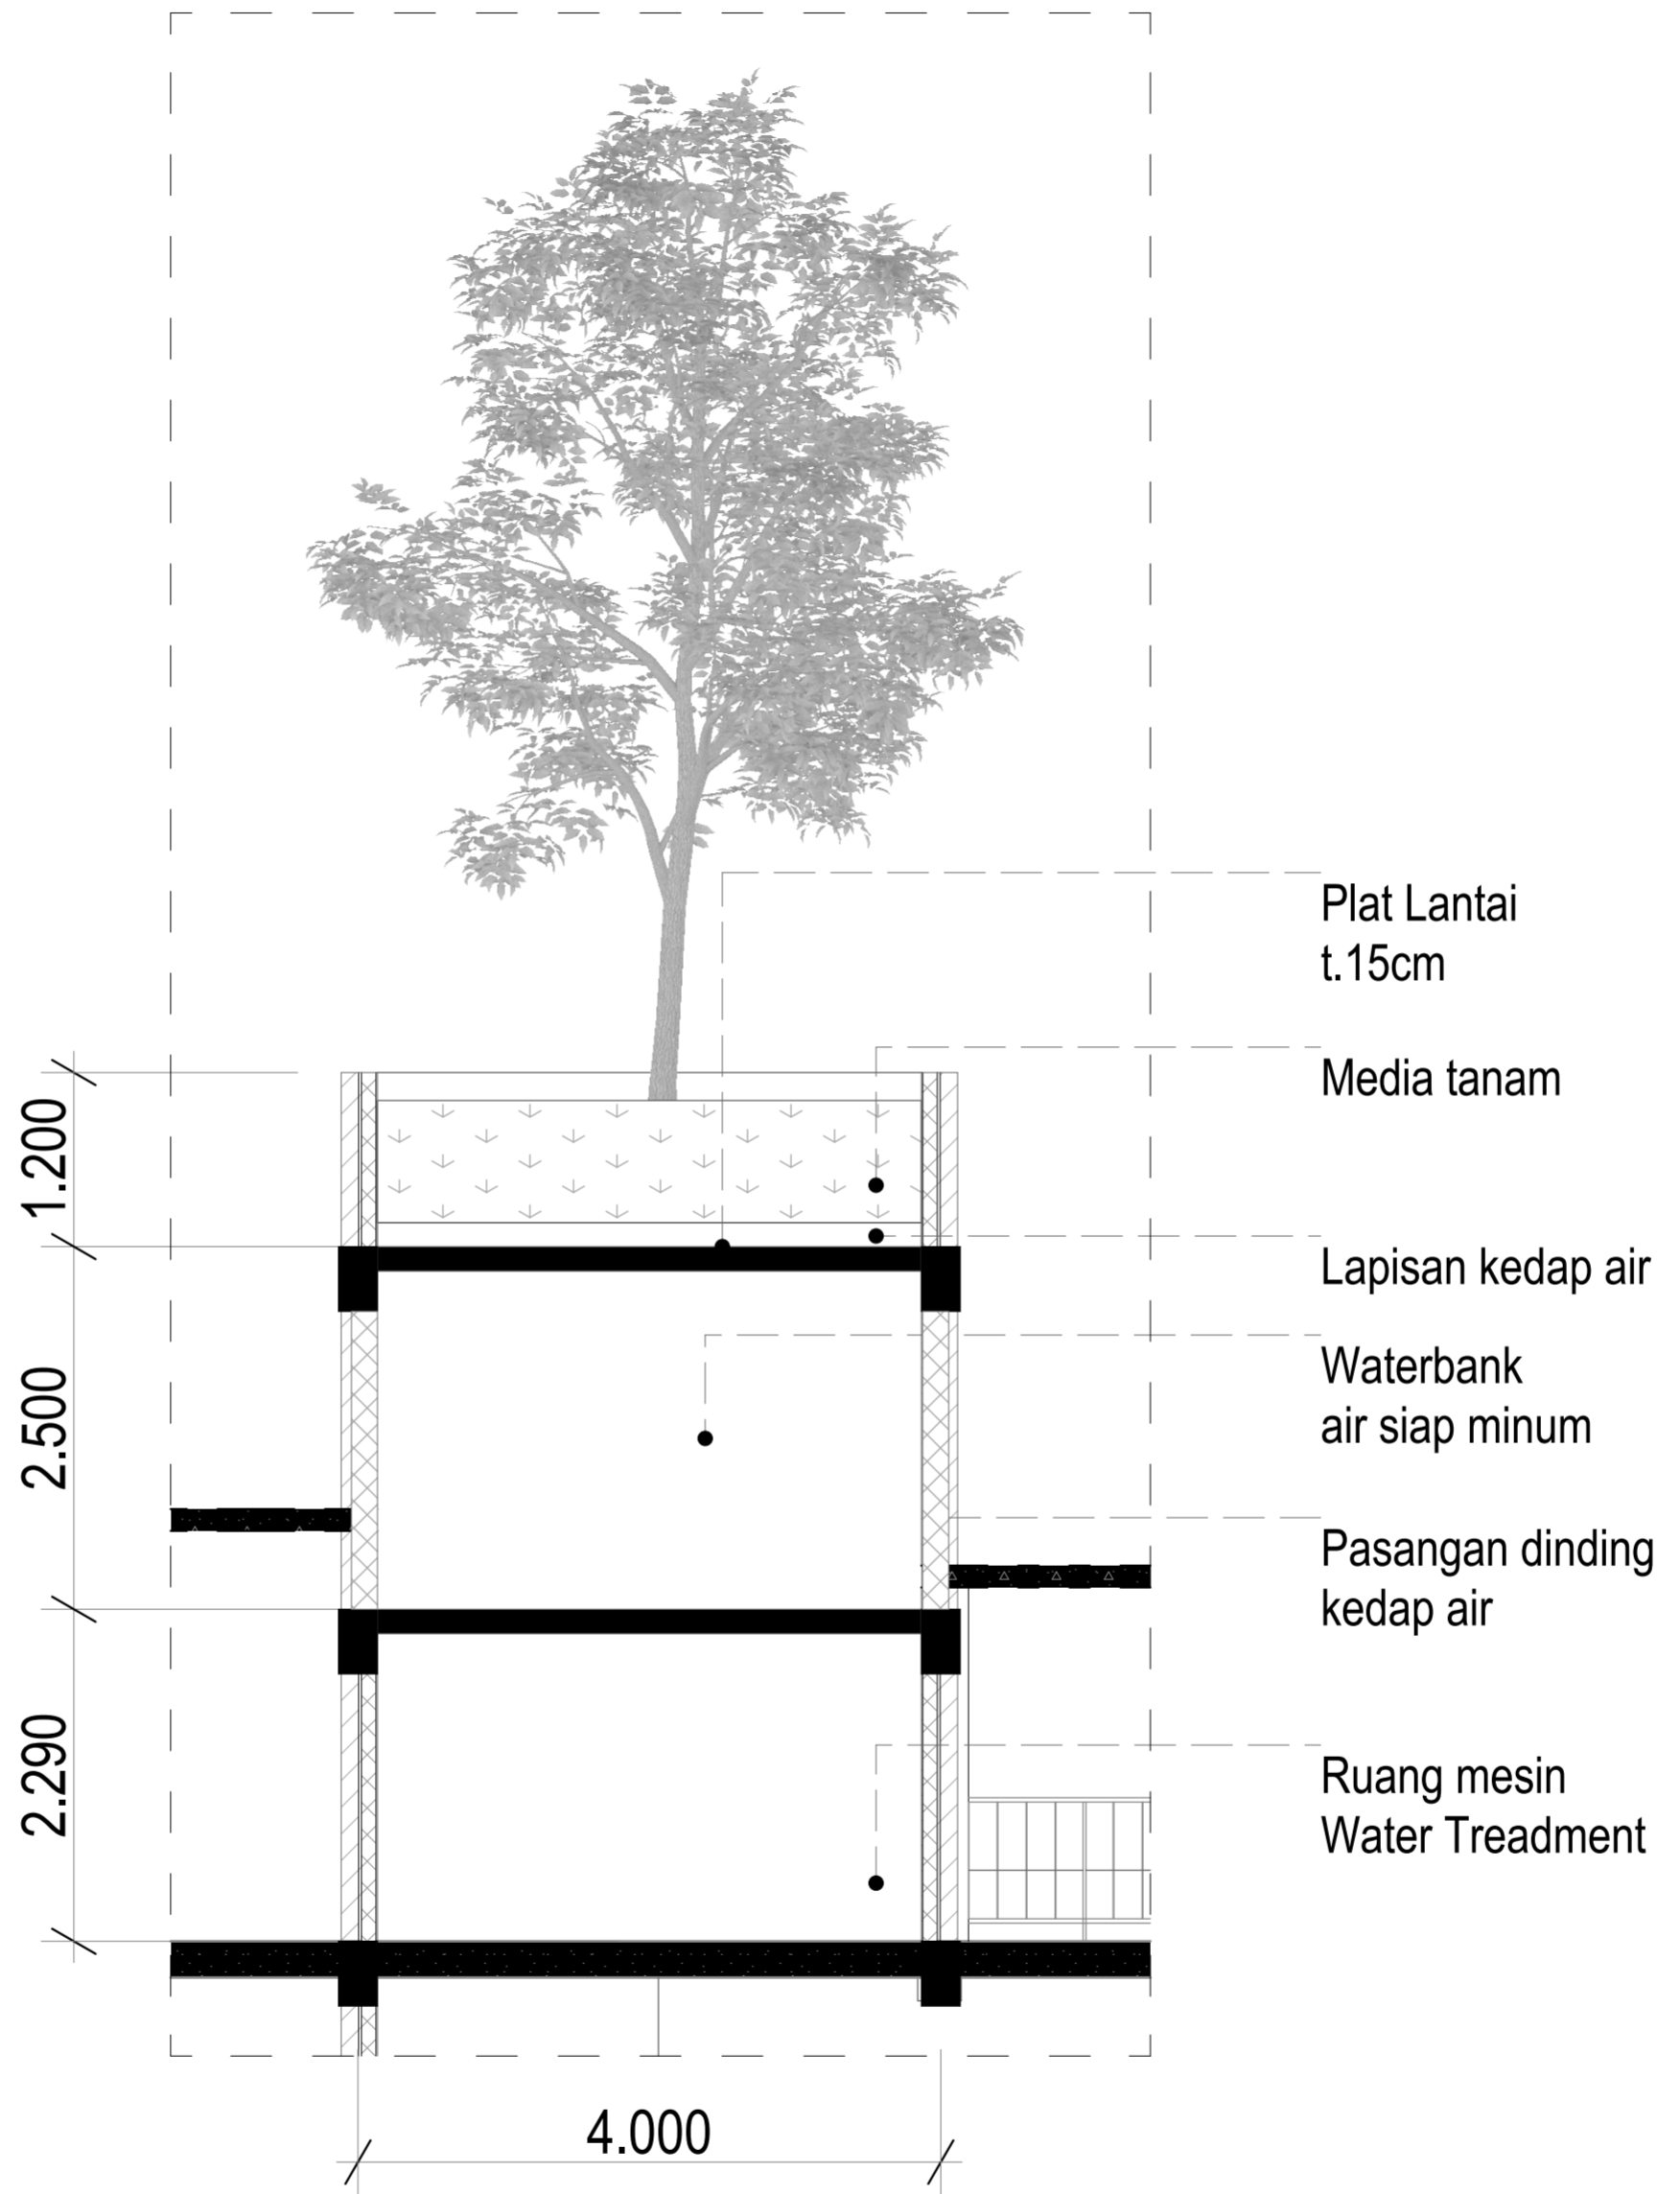 Plat Lantai
t.15cm
Media tanam
1.200
Lapisan kedap air
Waterbank
air siap minum
2.500
Pasangan dinding
kedap air
2.290
Ruang mesin
Water Treadment
4.000